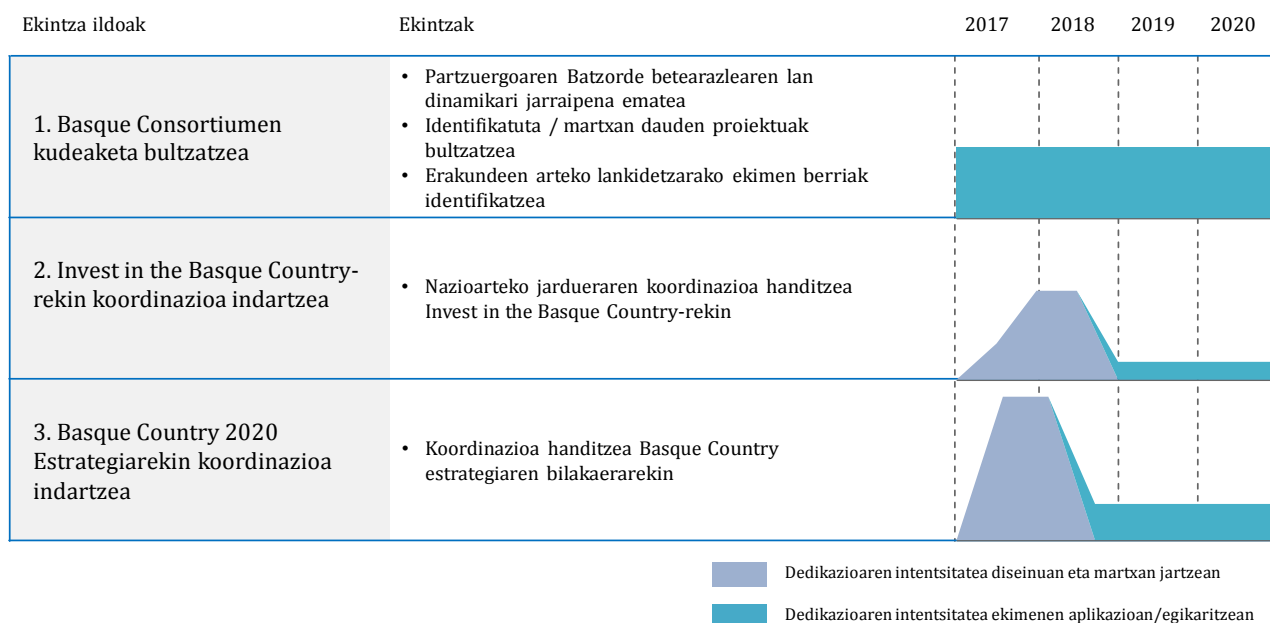 Ekintza ildoak
Ekintzak
2017 2018 2019 2020
1. Basque Consortiumen
kudeaketa bultzatzea
• Partzuergoaren Batzorde betearazlearen lan
dinamikari jarraipena ematea
• Identifikatuta / martxan dauden proiektuak
bultzatzea
• Erakundeen arteko lankidetzarako ekimen berriak
identifikatzea
2. Invest in the Basque Country-
rekin koordinazioa indartzea
• Nazioarteko jardueraren koordinazioa handitzea
Invest in the Basque Country-rekin
3. Basque Country 2020
Estrategiarekin koordinazioa
indartzea
• Koordinazioa handitzea Basque Country
estrategiaren bilakaerarekin
Dedikazioaren intentsitatea diseinuan eta martxan jartzean
Dedikazioaren intentsitatea ekimenen aplikazioan/egikaritzean